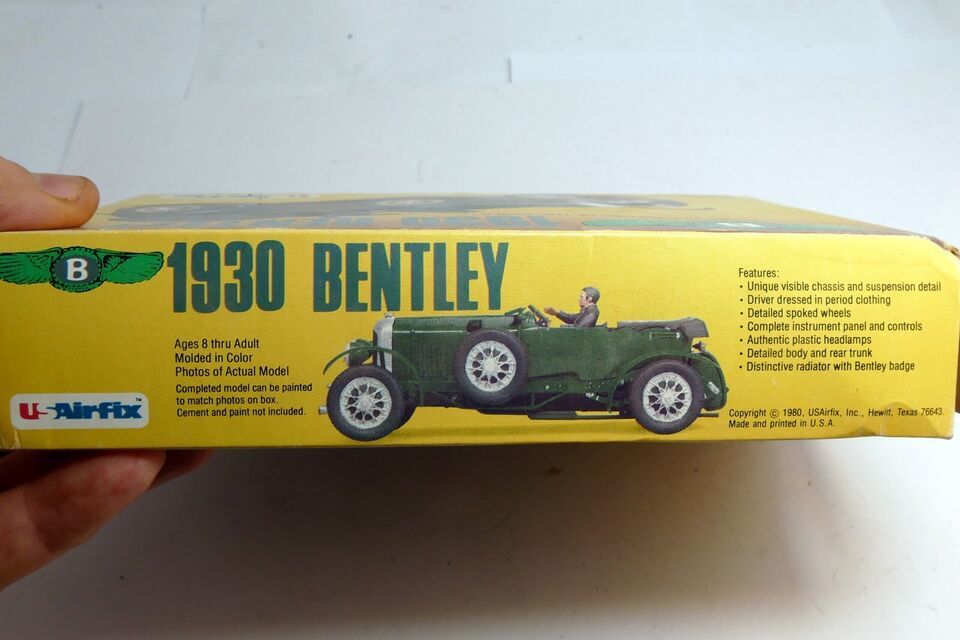 B
1930 BENTLEY
Ages 8 thru Adult
Molded in Color
Photos of Actual Model
Completed model can be painted
to match photos on box.
Cement and paint not included.
USAirfix™
Features:
• Unique visible chassis and suspension detail
• Driver dressed in period clothing
• Detailed spoked wheels
• Complete instrument panel and controls
• Authentic plastic headlamps
• Detailed body and rear trunk
• Distinctive radiator with Bentley badge
Copyright © 1980, USAirfix, Inc., Hewitt, Texas 76643.
Made and printed in U.S.A.